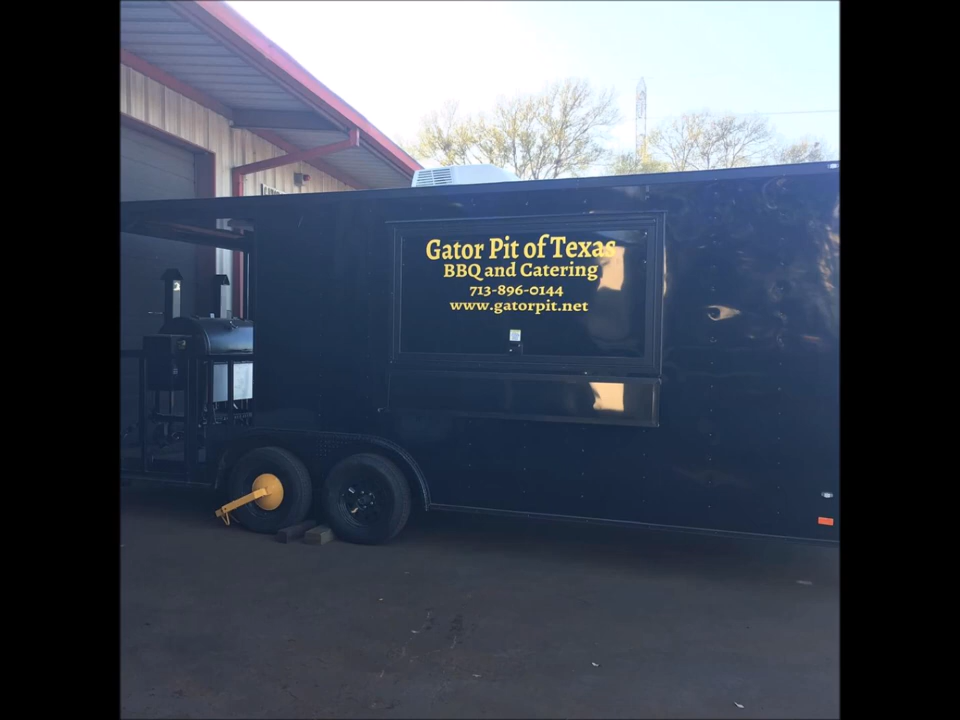 Gator Pit of Texas
BBQ and Catering
713-896-0144
www.gatorpit.net